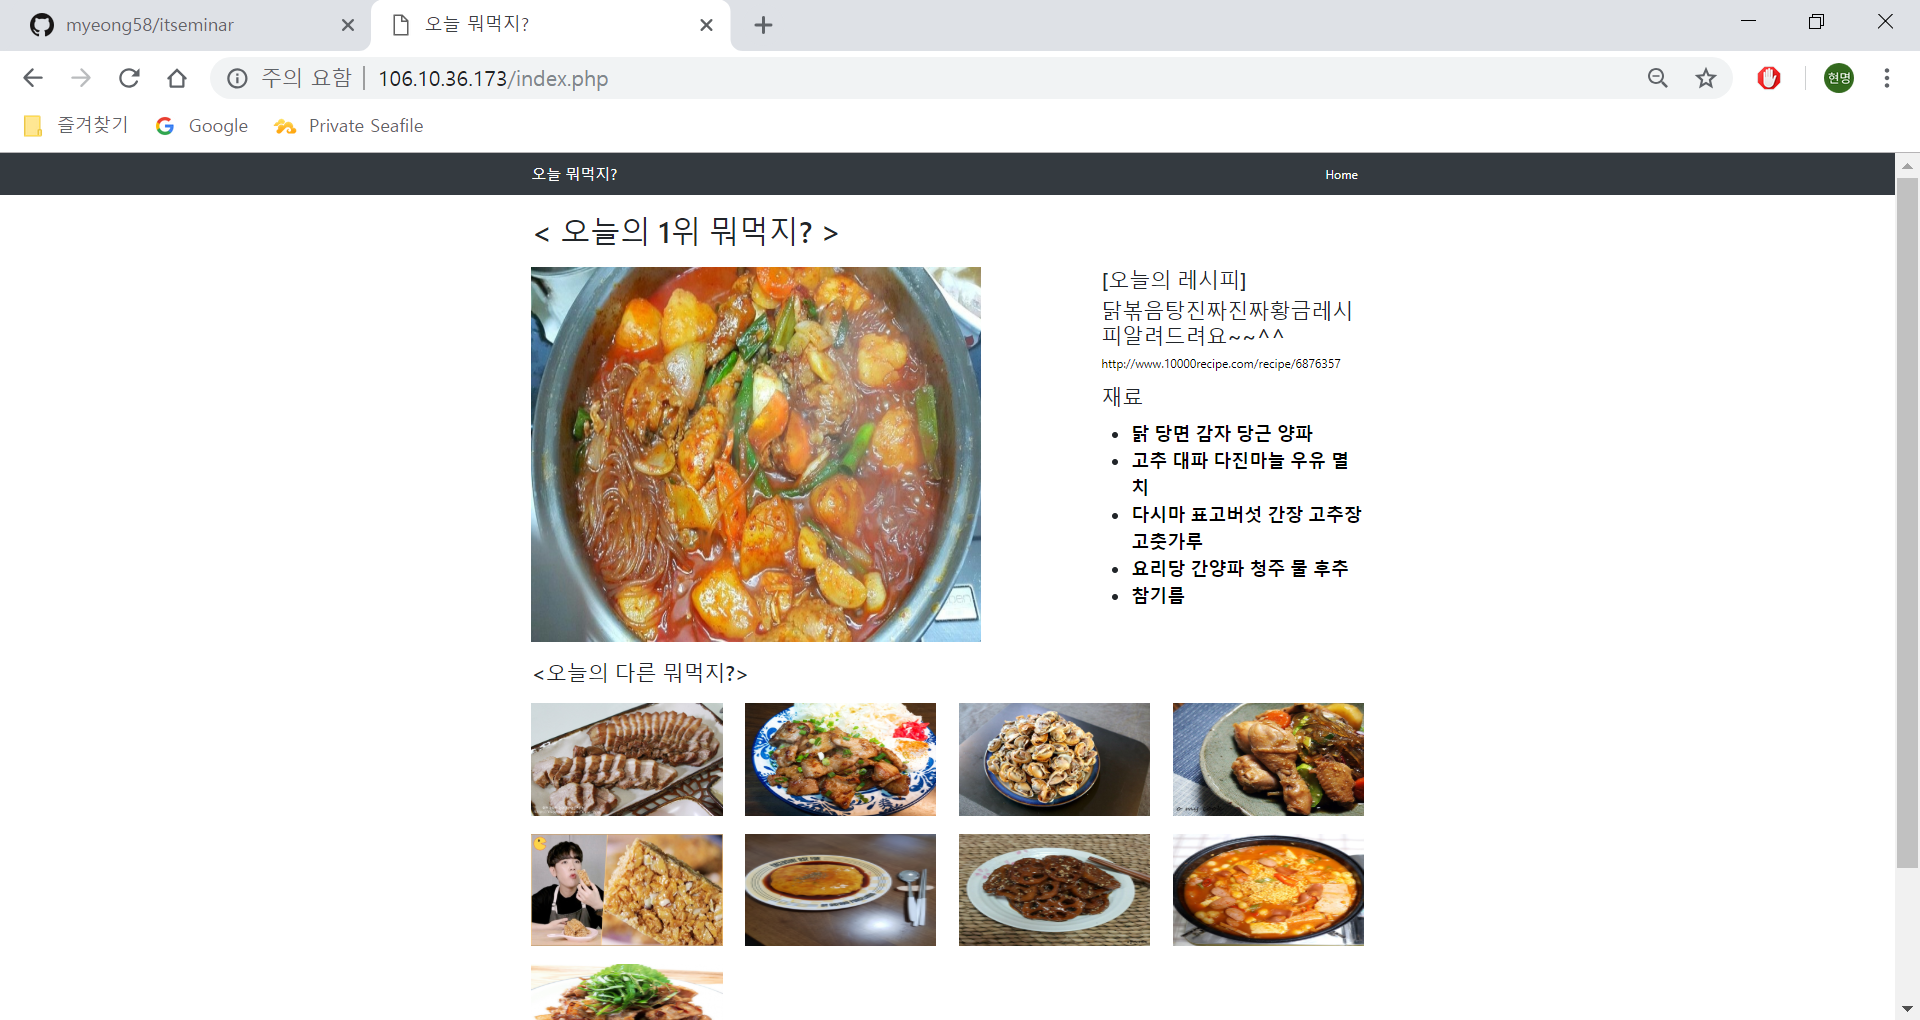 myeong58/itseminar
오늘 뭐먹지?
주의 요함
106.10.36.173/index.php
현명
즐겨찾기
Google
Private Seafile
오늘 뭐먹지?
Home
< 오늘의 1위 뭐먹지? >
[오늘의 레시피]
닭볶음탕진짜진짜황금레시
피알려드려요~~^^
http://www.10000recipe.com/recipe/6876357
재료
닭 당면 감자 당근 양파
고추 대파 다진마늘 우유 멸
치
다시마 표고버섯 간장 고추장
고춧가루
요리당 간양파 청주 물 후추
참기름
<오늘의 다른 뭐먹지?>